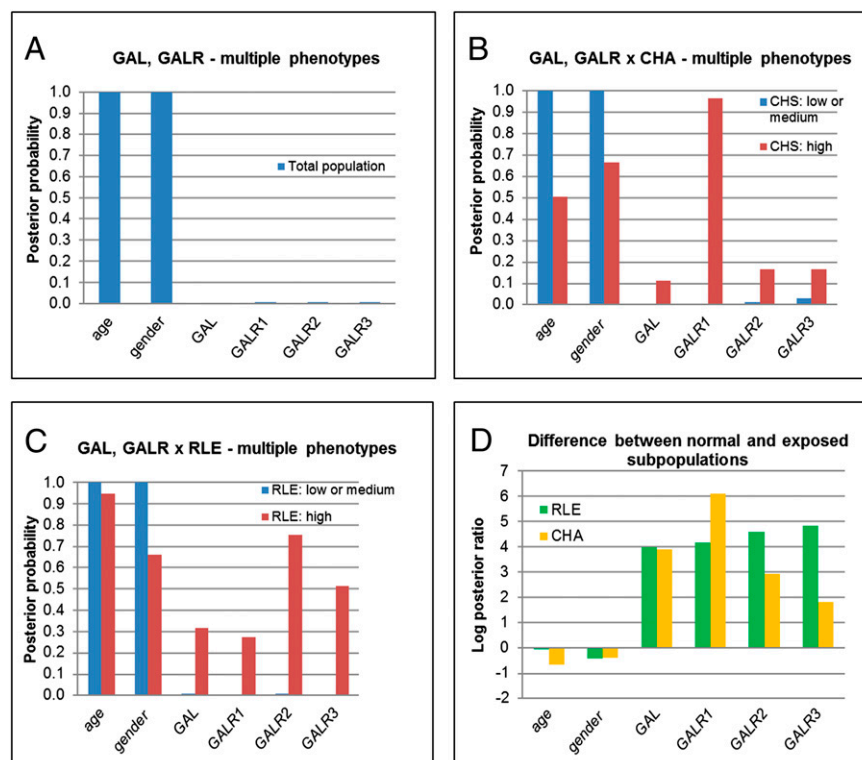 A
GAL, GALR - multiple phenotypes
Posterior probability
1.0
0.9
0.8
0.7
0.6
0.5
0.4
0.3
0.2
0.1
0.0
Total population
age
gender
GAL
GALR1
GALR2
GALR3
B
GAL, GALR x CHA - multiple phenotypes
Posterior probability
1.0
0.9
0.8
0.7
0.6
0.5
0.4
0.3
0.2
0.1
0.0
CHS: low or
medium
CHS: high
age
gender
GAL
GALR1
GALR2
GALR3
C
GAL, GALR x RLE - multiple phenotypes
Posterior probability
1.0
0.9
0.8
0.7
0.6
0.5
0.4
0.3
0.2
0.1
0.0
RLE: low or medium
RLE: high
age
gender
GAL
GALR1
GALR2
GALR3
D
Difference between normal and exposed
subpopulations
Log posterior ratio
7
6
5
4
3
2
1
0
-1
-2
RLE
CHA
age
gender
GAL
GALR1
GALR2
GALR3